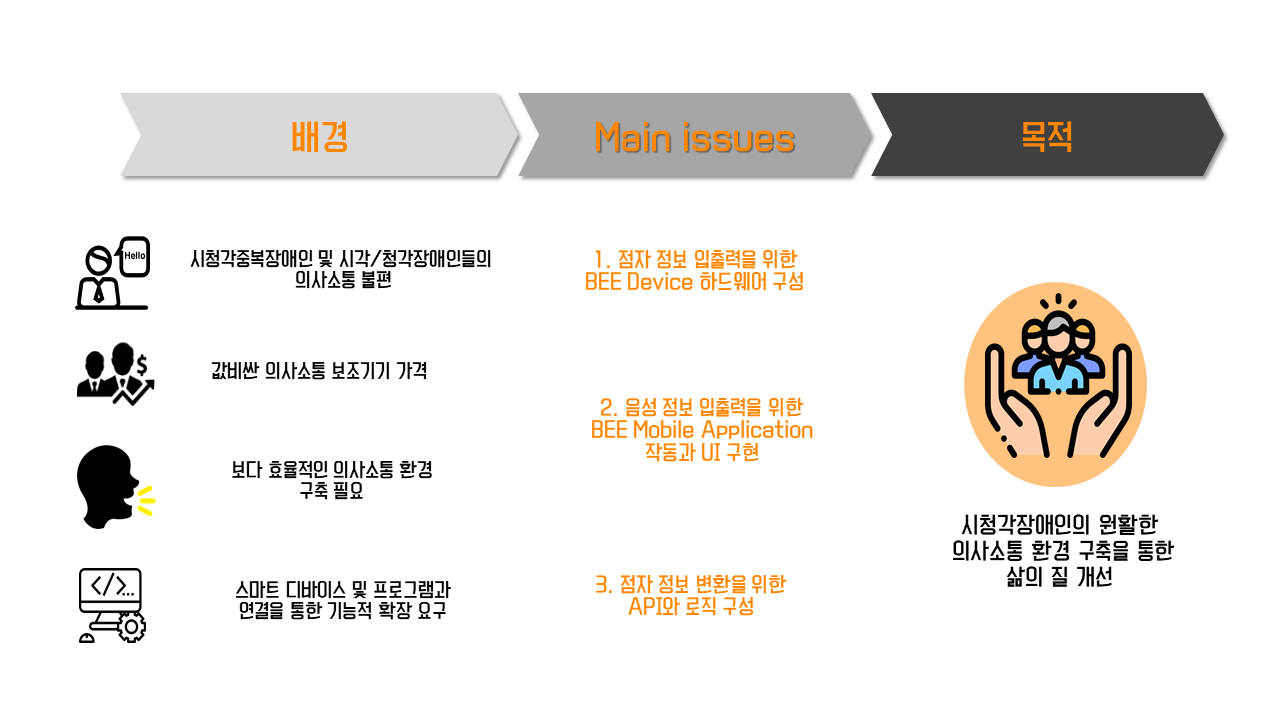 배경
Main issues
목적
Hello
시청각중복장애인 및 시각/청각장애인들의
의사소통 불편
$
값비싼 의사소통 보조기기 가격
보다 효율적인 의사소통 환경
구축 필요
</>
...
스마트 디바이스 및 프로그램과
연결을 통한 기능적 확장 요구
1. 점자 정보 입출력을 위한
BEE Device 하드웨어 구성
2. 음성 정보 입출력을 위한
BEE Mobile Application
작동과 UI 구현
3. 점자 정보 변환을 위한
API와 로직 구성
시청각장애인의 원활한
의사소통 환경 구축을 통한
삶의 질 개선